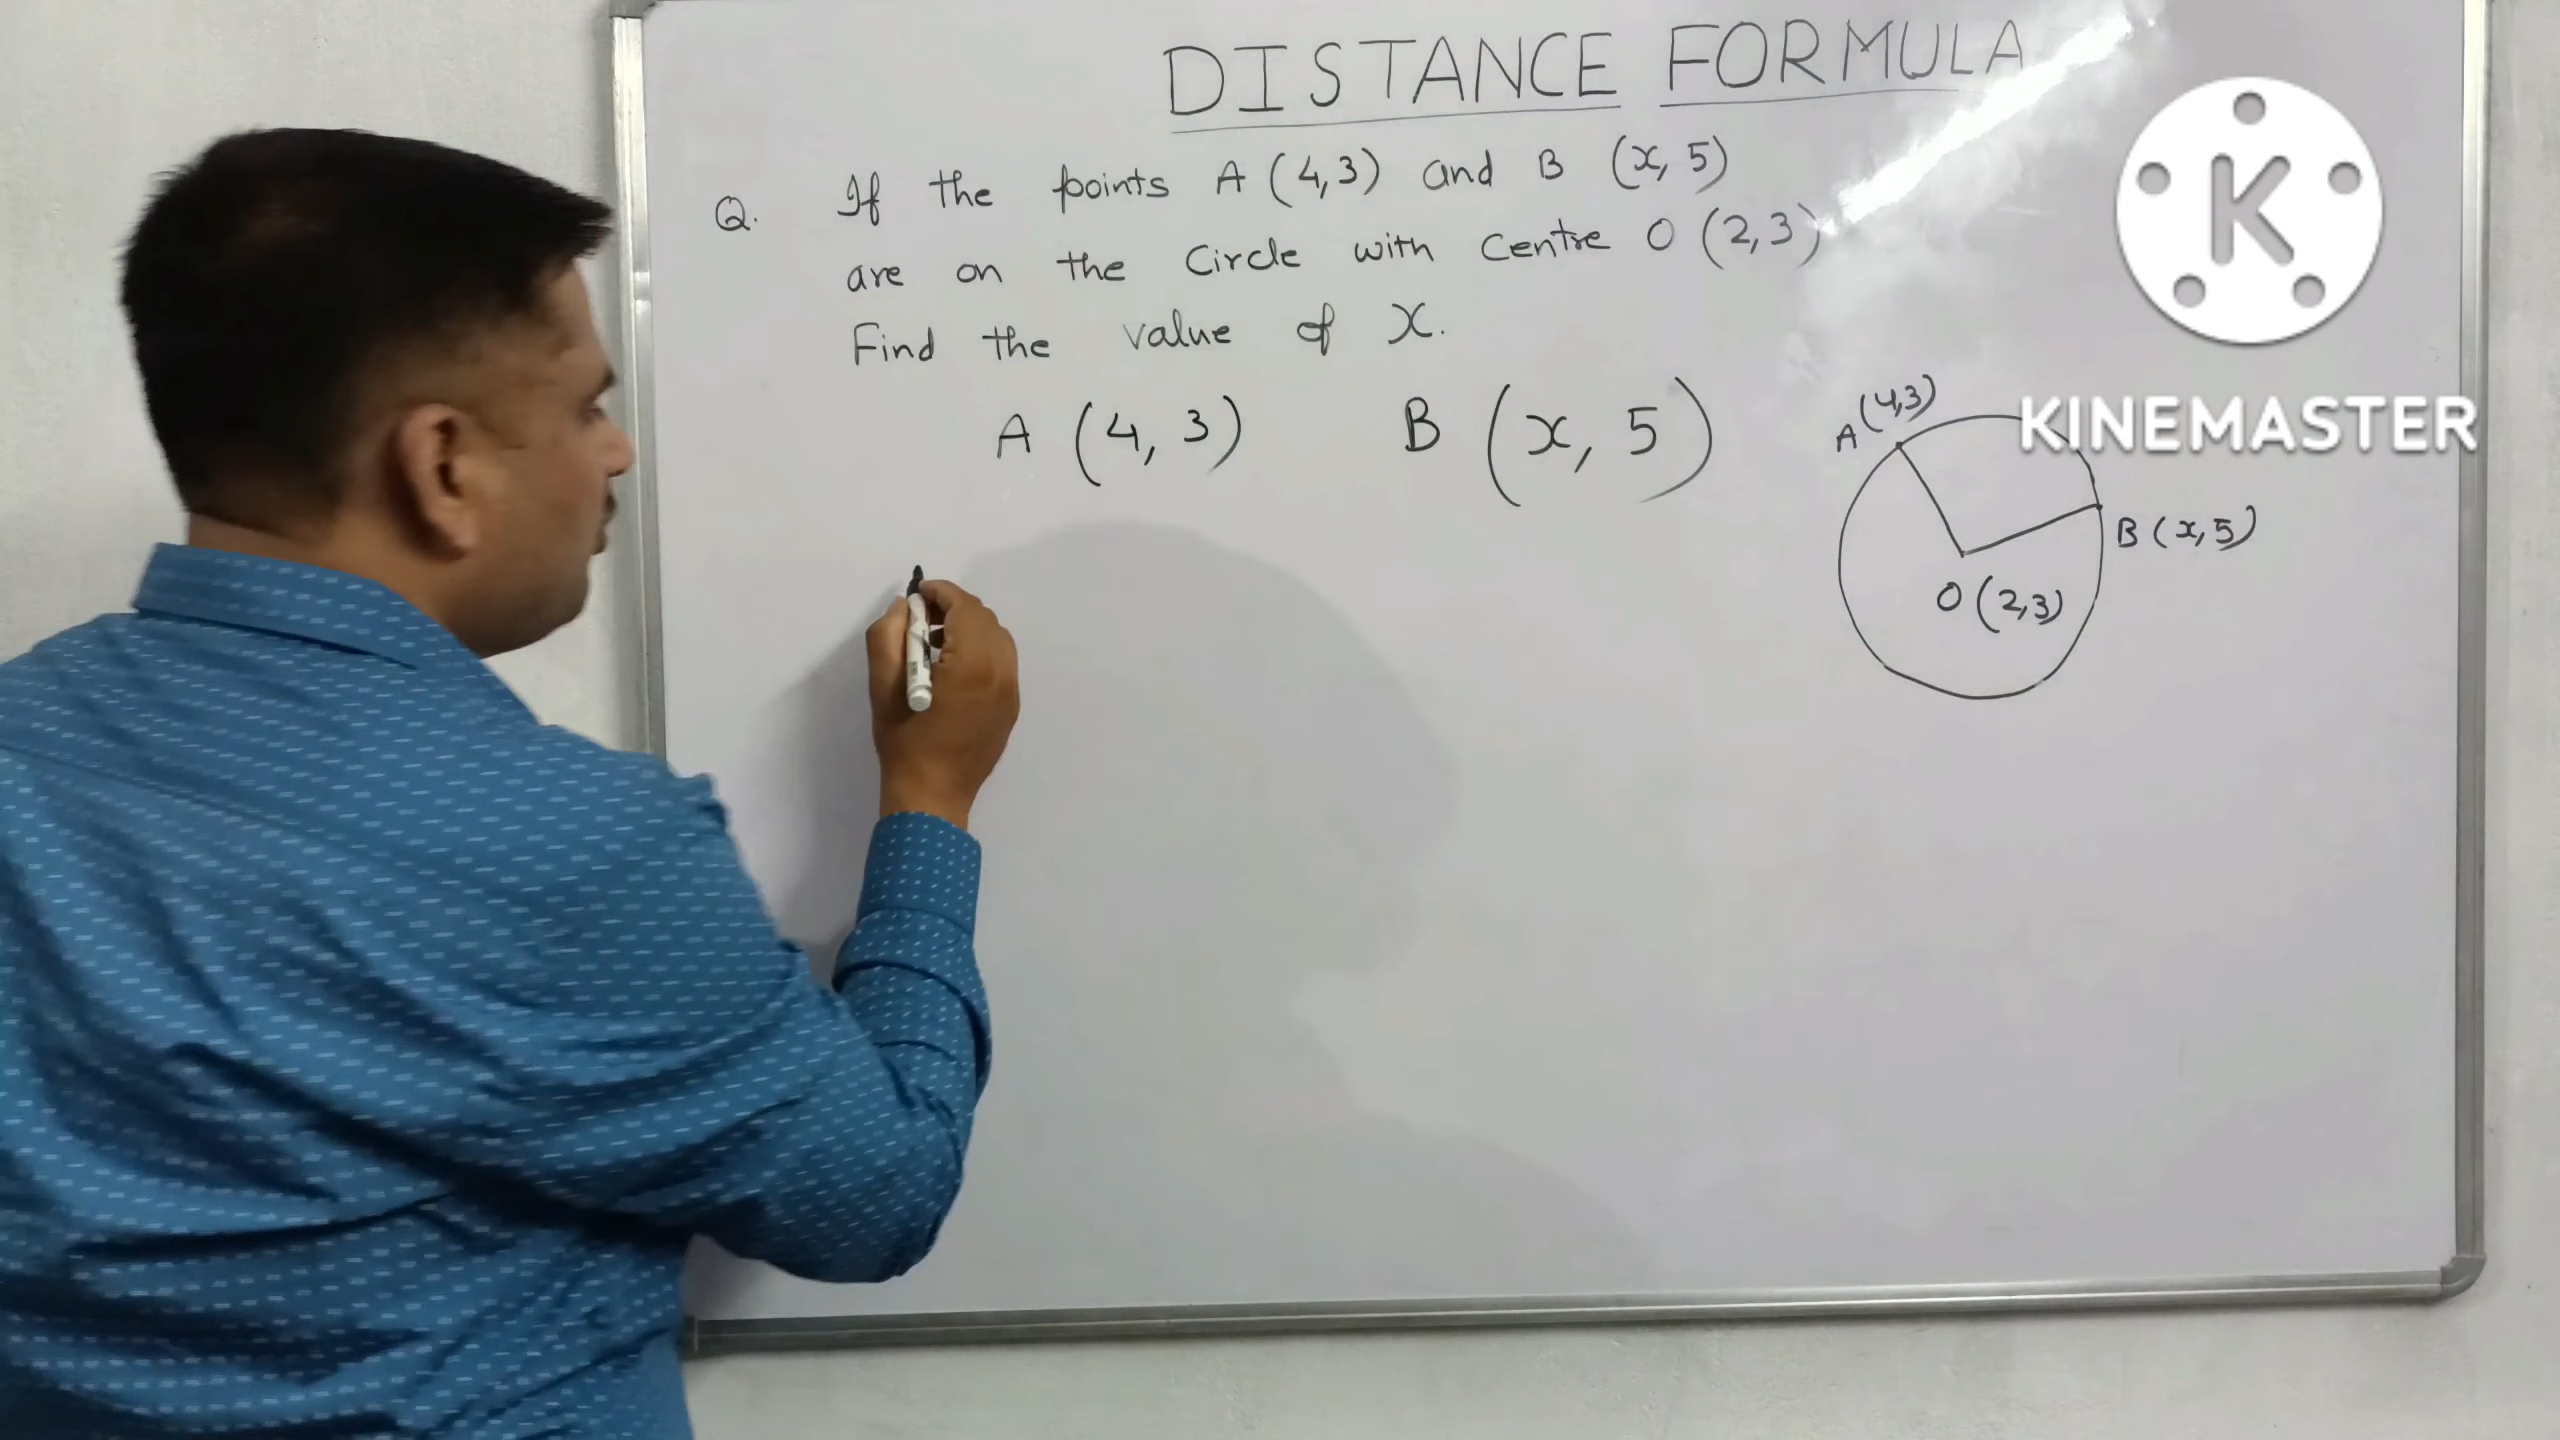 DISTANCE FORMULA
Q. If the points A (4,3) and B (x, 5)
are on the Circle with Centre O (2,3)
Find the value of x.
A (4, 3) B (x, 5)
A (4,3)
B (x, 5)
O (2,3)
K
KINEMASTER